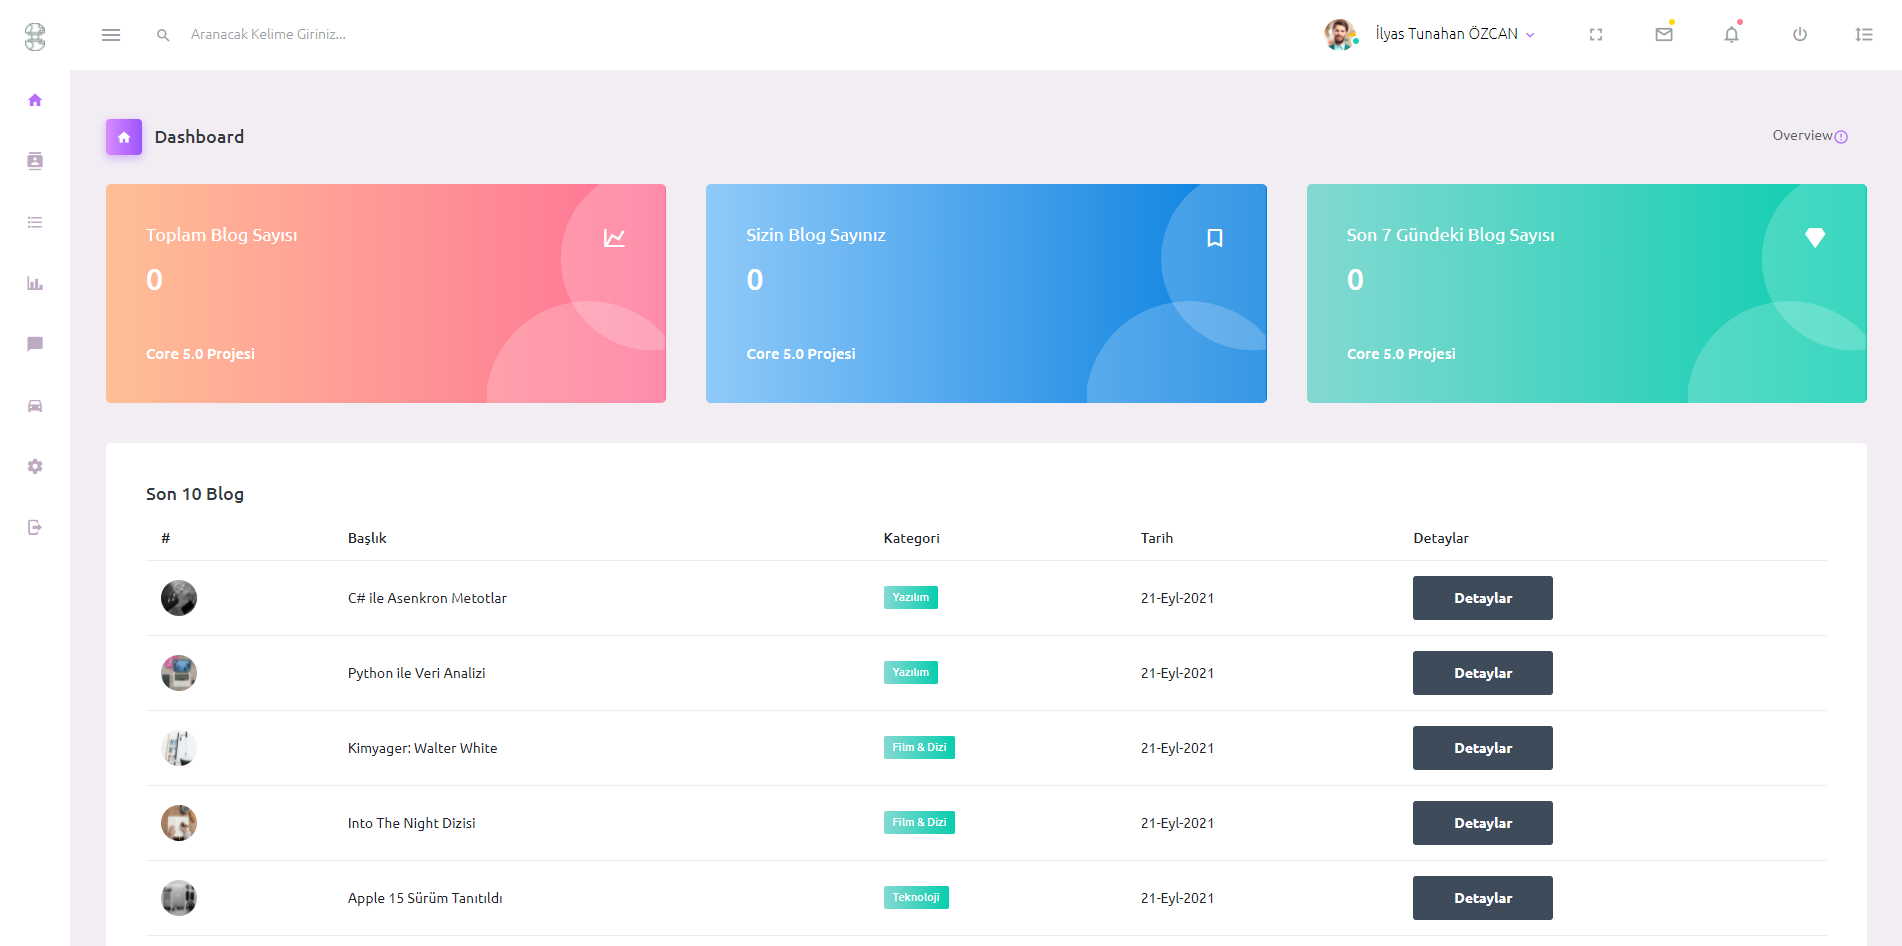 Aranacak Kelime Giriniz...
İlyas Tunahan ÖZCAN
Dashboard
Overview
Toplam Blog Sayısı
0
Core 5.0 Projesi
Sizin Blog Sayınız
0
Core 5.0 Projesi
Son 7 Gündeki Blog Sayısı
0
Core 5.0 Projesi
Son 10 Blog
# Başlık Kategori Tarih Detaylar
C# ile Asenkron Metotlar Yazılım 21-Eyl-2021 Detaylar
Python ile Veri Analizi Yazılım 21-Eyl-2021 Detaylar
Kimyager: Walter White Film & Dizi 21-Eyl-2021 Detaylar
Into The Night Dizisi Film & Dizi 21-Eyl-2021 Detaylar
Apple 15 Sürüm Tanıtıldı Teknoloji 21-Eyl-2021 Detaylar